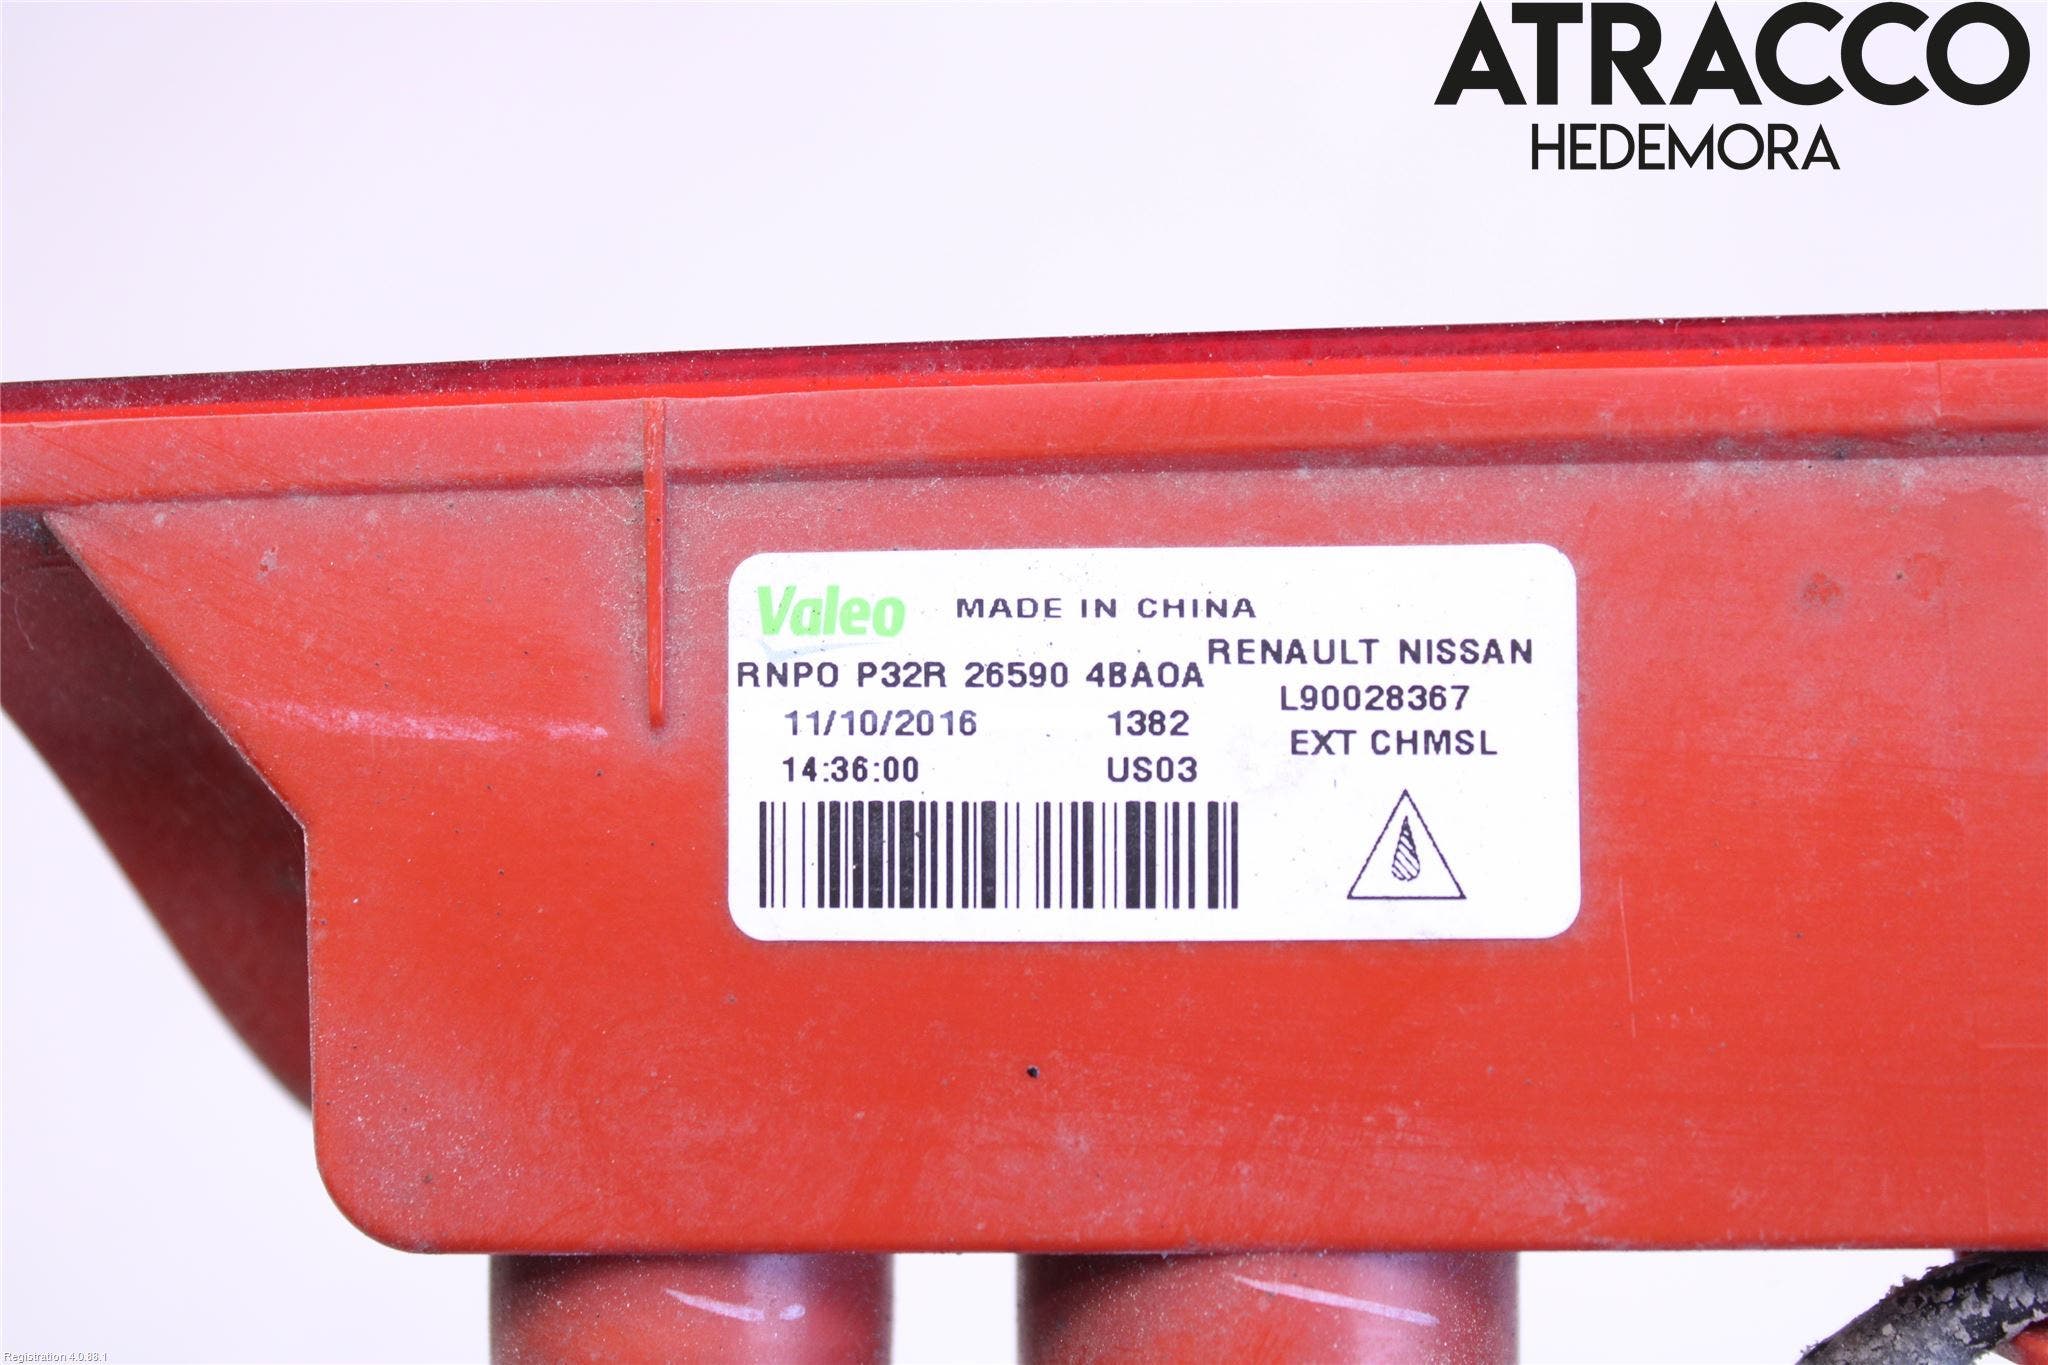 ATRACCO
HEDEMORA
Valeo MADE IN CHINA
RENAULT NISSAN
RNPO P32R 26590 4BA0A
L90028367
11/10/2016 1382
EXT CHMSL
14:36:00 US03
Registration 4.0.88.1